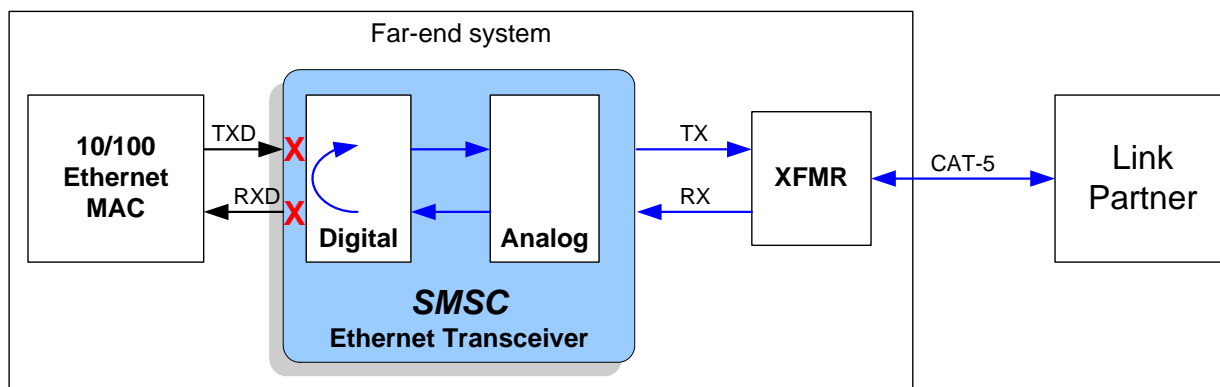 Far-end system
10/100
Ethernet
MAC
TXD
RXD
X
X
Digital
Analog
SMSC
Ethernet Transceiver
TX
RX
XFMR
CAT-5
Link
Partner